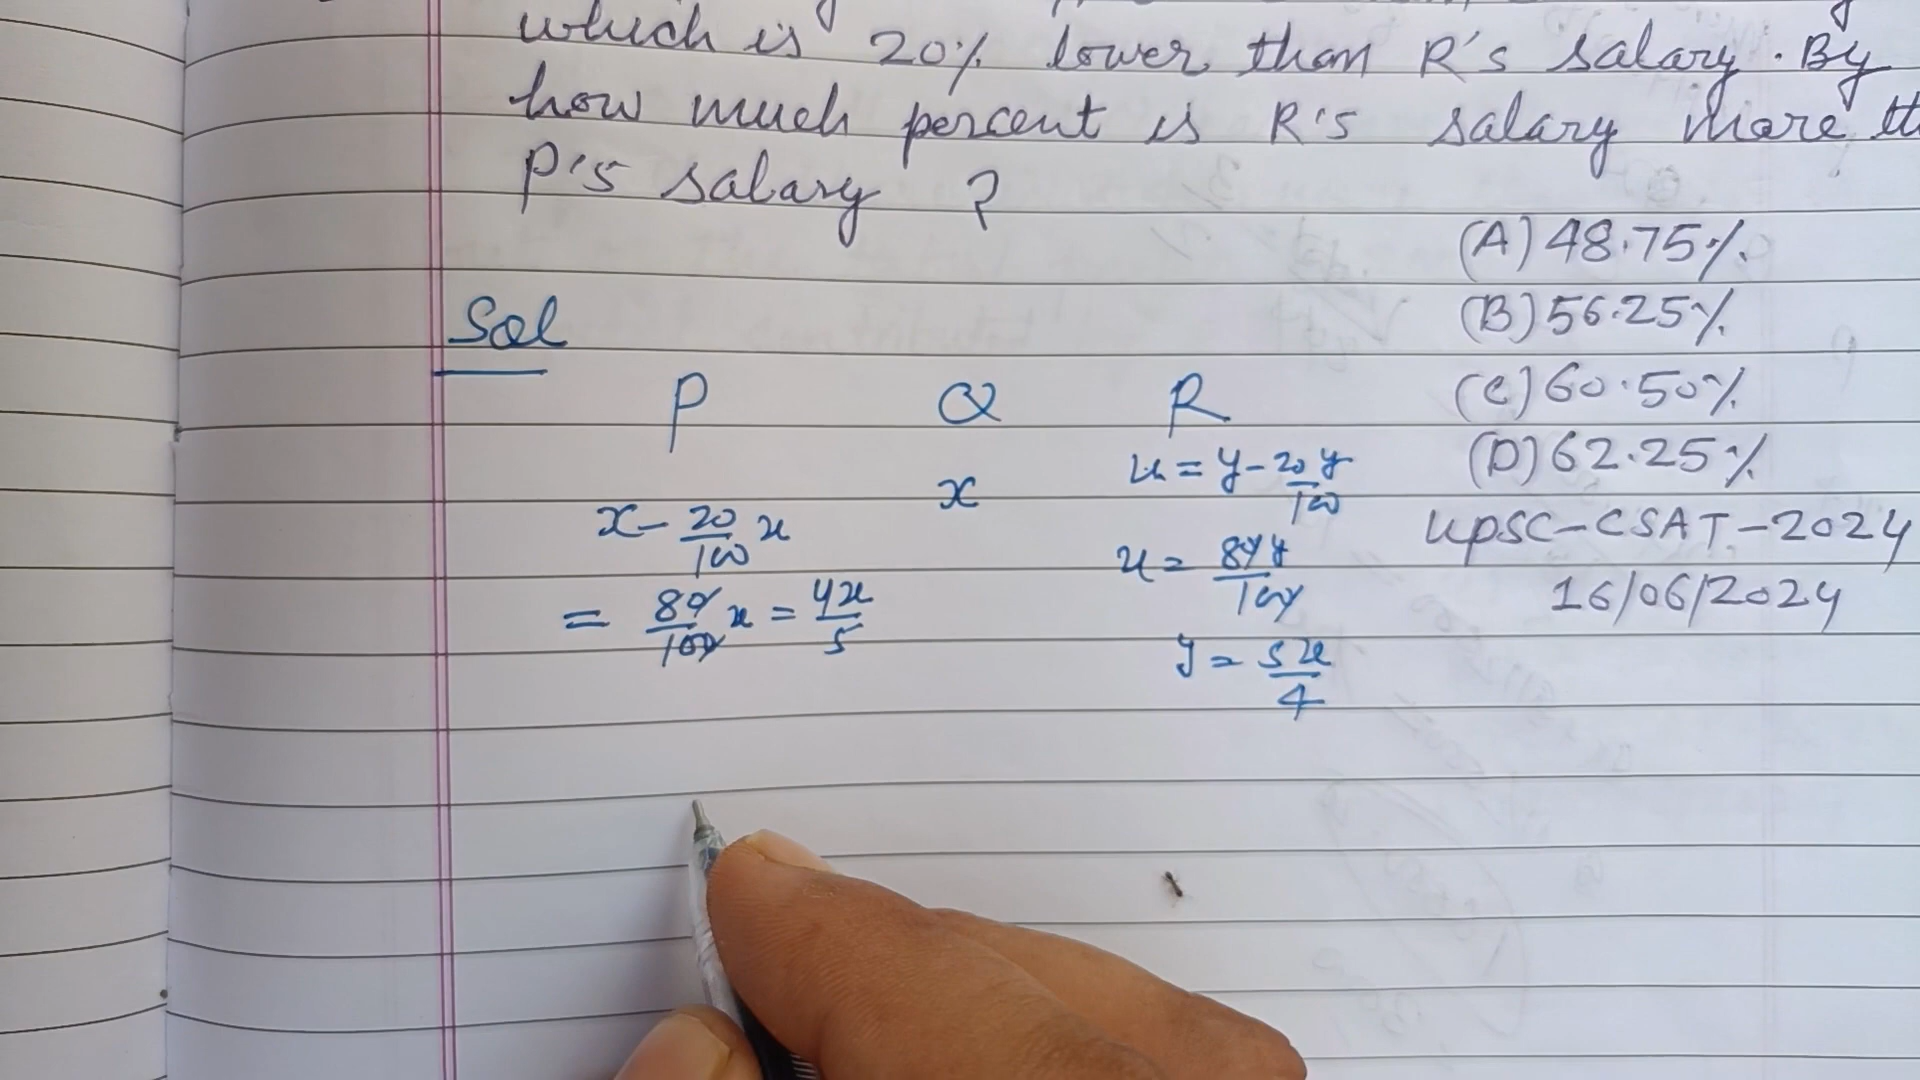 which is 20% lower than R's salary. By
how much percent is R's salary more th
P's salary ?
(A) 48.75%
(B) 56.25%
(C) 60.50%
(D) 62.25%
UPSC-CSAT-2024
16/06/2024
Sol
P Q R
x - 20/100 x
x
x = y - 20/100 y
= 80/100 x = 4x/5
x = 80y/100
y = 5x/4